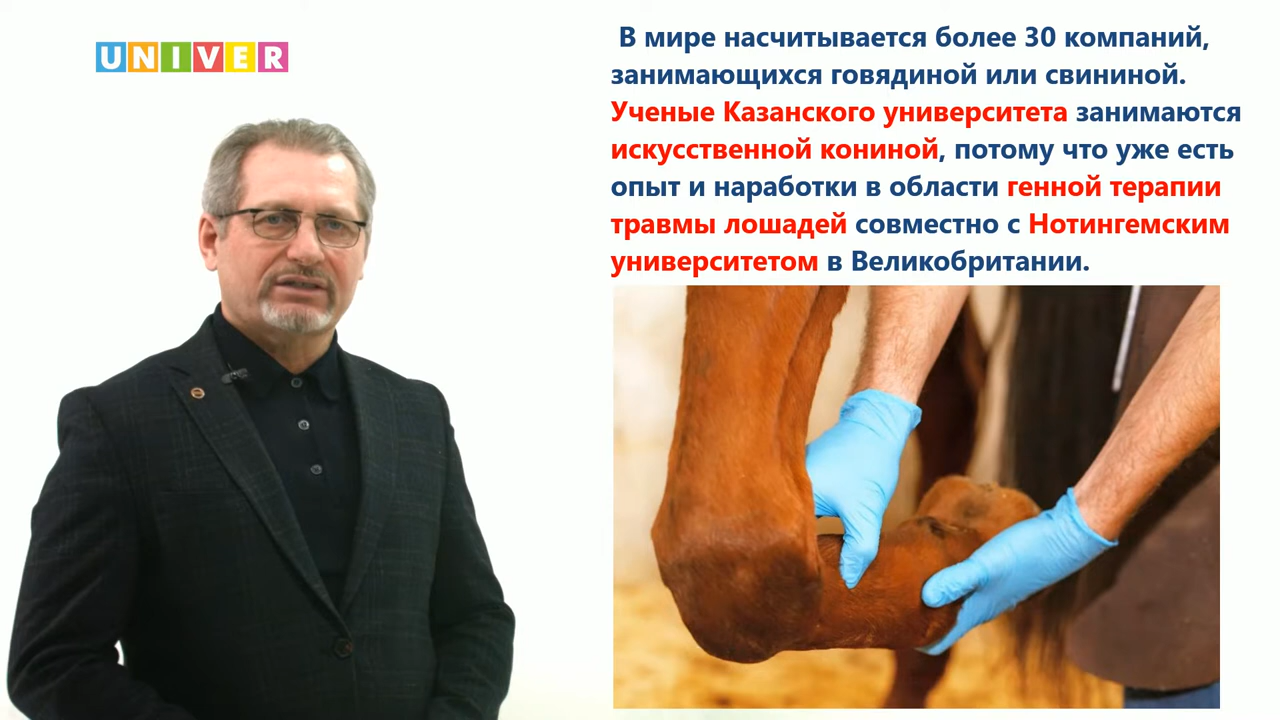 UNIVER
В мире насчитывается более 30 компаний,
занимающихся говядиной или свининой.
Ученые Казанского университета занимаются
искусственной кониной, потому что уже есть
опыт и наработки в области генной терапии
травмы лошадей совместно с Нотингемским
университетом в Великобритании.